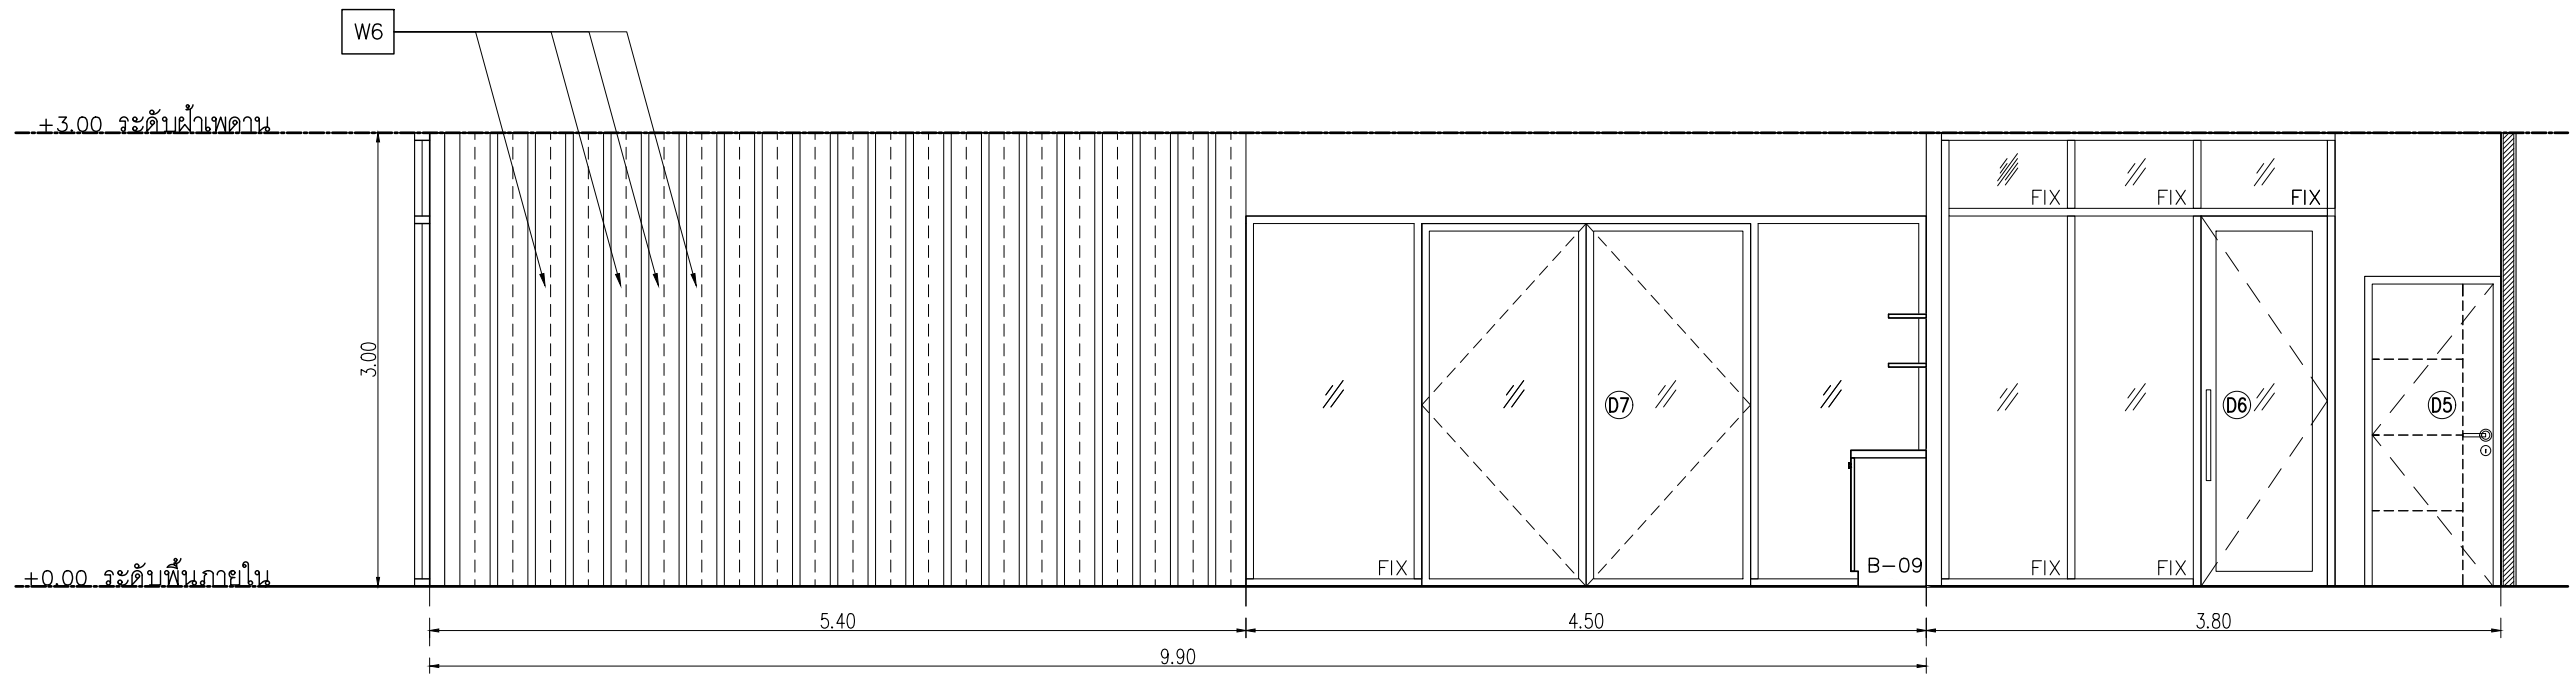 W6
+3.00 ระดับฝ้าเพดาน
FIX
FIX
FIX
3.00
D7
D6
D5
FIX
B-09
FIX
FIX
+0.00 ระดับพื้นภายใน
5.40
4.50
3.80
9.90